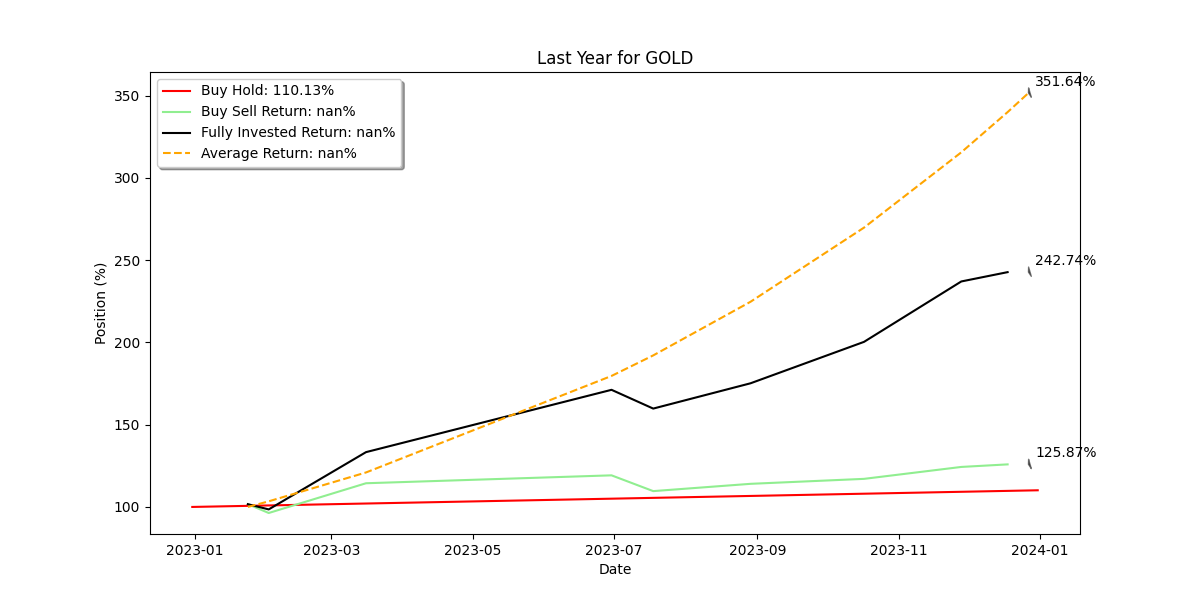 Last Year for GOLD
Buy Hold: 110.13%
Buy Sell Return: nan%
Fully Invested Return: nan%
Average Return: nan%
351.64%
242.74%
125.87%
350
300
250
200
150
100
Position (%)
2023-01 2023-03 2023-05 2023-07 2023-09 2023-11 2024-01
Date